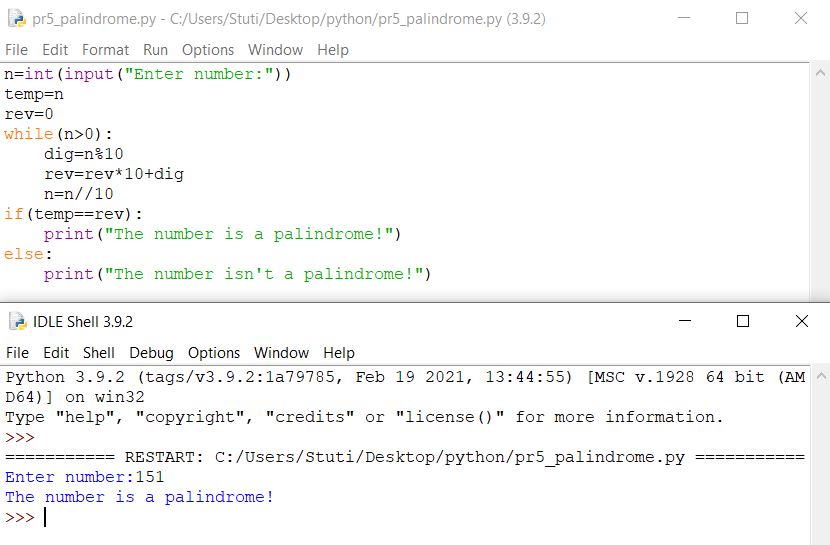 pr5_palindrome.py - C:/Users/Stuti/Desktop/python/pr5_palindrome.py (3.9.2)
File Edit Format Run Options Window Help
n=int(input("Enter number:"))
temp=n
rev=0
while(n>0):
    dig=n%10
    rev=rev*10+dig
    n=n//10
if(temp==rev):
    print("The number is a palindrome!")
else:
    print("The number isn't a palindrome!")
IDLE Shell 3.9.2
File Edit Shell Debug Options Window Help
Python 3.9.2 (tags/v3.9.2:1a79785, Feb 19 2021, 13:44:55) [MSC v.1928 64 bit (AM
D64)] on win32
Type "help", "copyright", "credits" or "license()" for more information.
>>>
=========== RESTART: C:/Users/Stuti/Desktop/python/pr5_palindrome.py ===========
Enter number:151
The number is a palindrome!
>>>